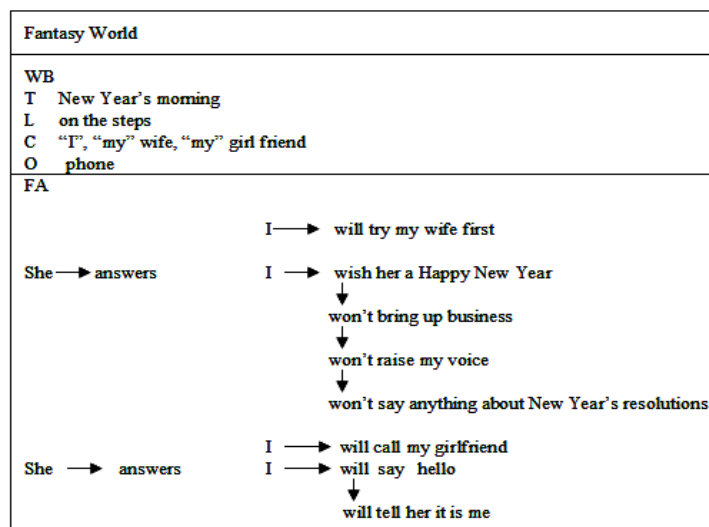 Fantasy World
WB
T New Year's morning
L on the steps
C "I", "my" wife, "my" girl friend
O phone
FA
I → will try my wife first
She → answers I → wish her a Happy New Year
↓
won't bring up business
↓
won't raise my voice
↓
won't say anything about New Year's resolutions
I → will call my girlfriend
She → answers I → will say hello
↓
will tell her it is me